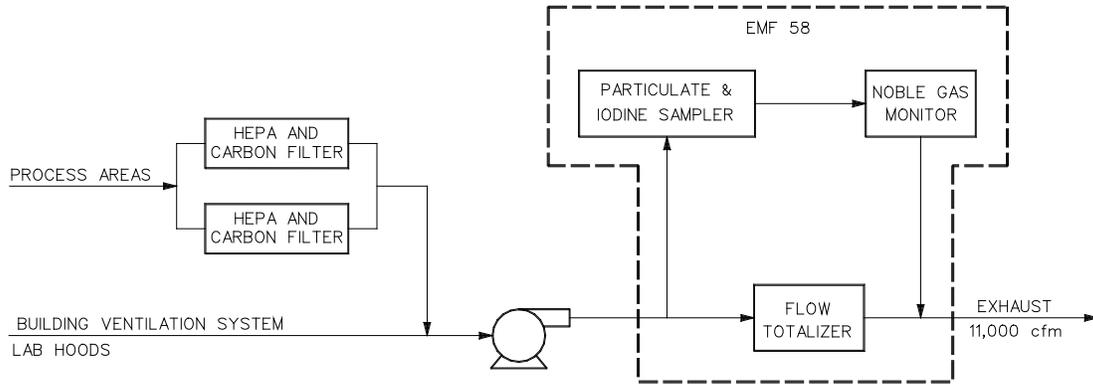 EMF 58
PARTICULATE &
IODINE SAMPLER
NOBLE GAS
MONITOR
HEPA AND
CARBON FILTER
PROCESS AREAS
HEPA AND
CARBON FILTER
BUILDING VENTILATION SYSTEM
LAB HOODS
FLOW
TOTALIZER
EXHAUST
11,000 cfm